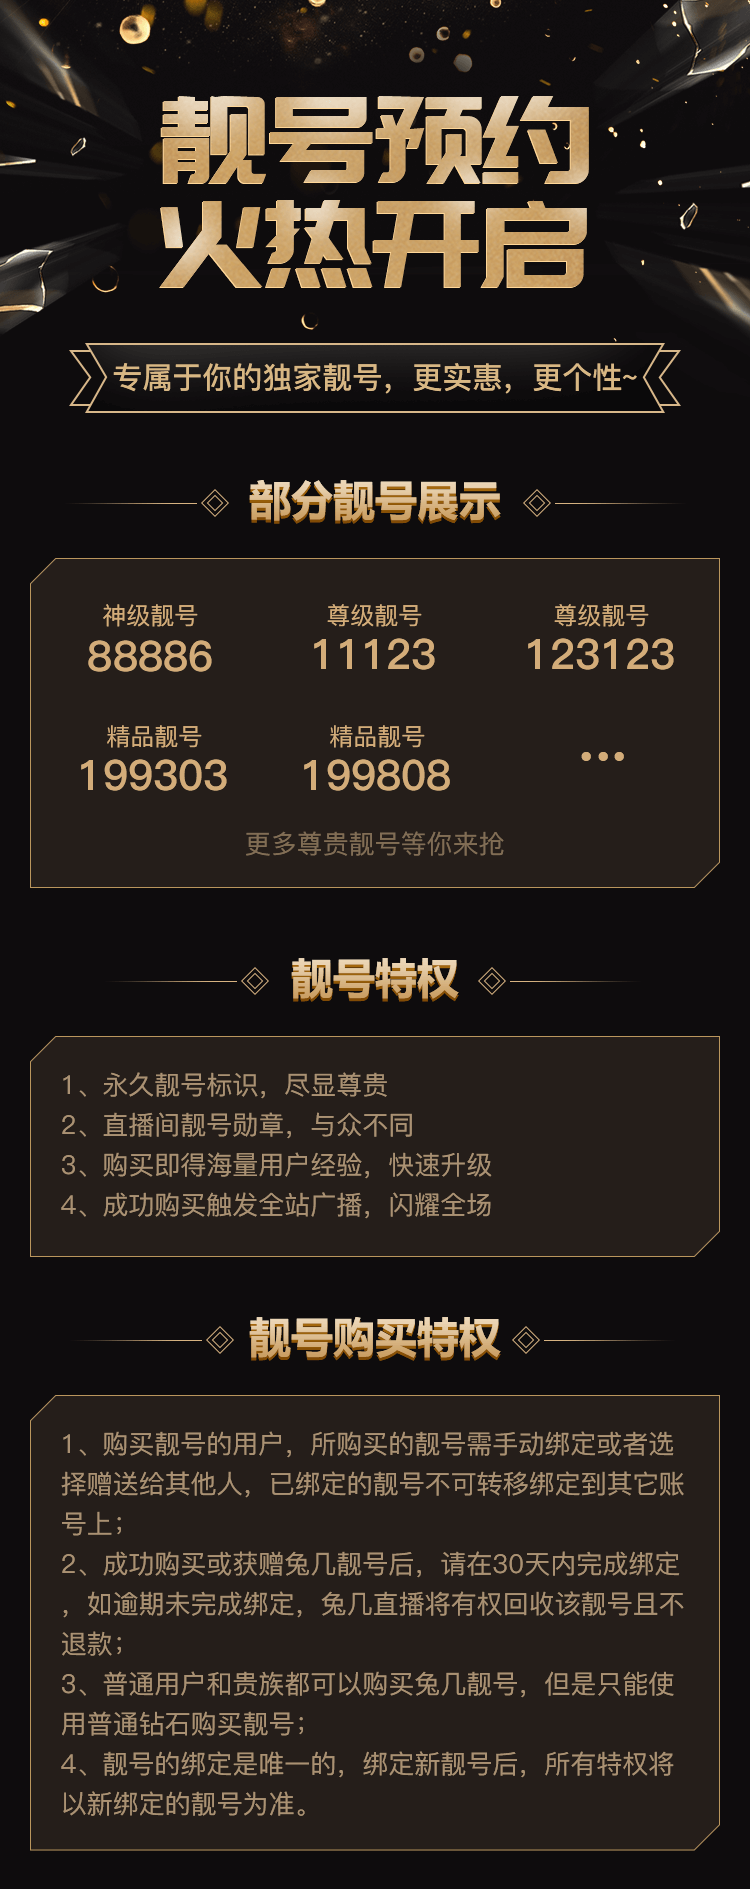 靓号预约
火热开启
专属于你的独家靓号，更实惠，更个性~
部分靓号展示
神级靓号 尊级靓号 尊级靓号
88886 11123 123123
精品靓号 精品靓号
199303 199808 •••
更多尊贵靓号等你来抢
靓号特权
1、永久靓号标识，尽显尊贵
2、直播间靓号勋章，与众不同
3、购买即得海量用户经验，快速升级
4、成功购买触发全站广播，闪耀全场
靓号购买特权
1、购买靓号的用户，所购买的靓号需手动绑定或者选
择赠送给其他人，已绑定的靓号不可转移绑定到其它账
号上；
2、成功购买或获赠兔几靓号后，请在30天内完成绑定
，如逾期未完成绑定，兔几直播将有权回收该靓号且不
退款；
3、普通用户和贵族都可以购买兔几靓号，但是只能使
用普通钻石购买靓号；
4、靓号的绑定是唯一的，绑定新靓号后，所有特权将
以新绑定的靓号为准。